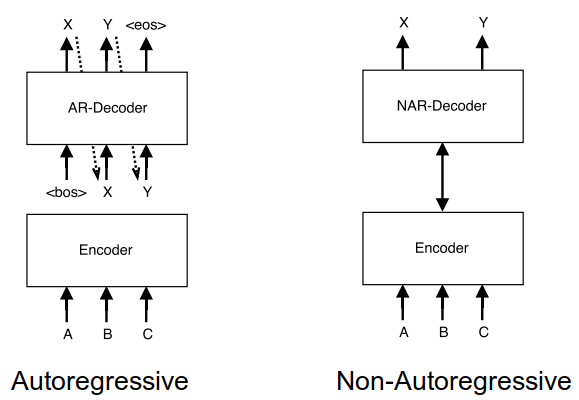 X Y <eos>
AR-Decoder
<bos> X Y
Encoder
A B C
Autoregressive
X Y
NAR-Decoder
Encoder
A B C
Non-Autoregressive